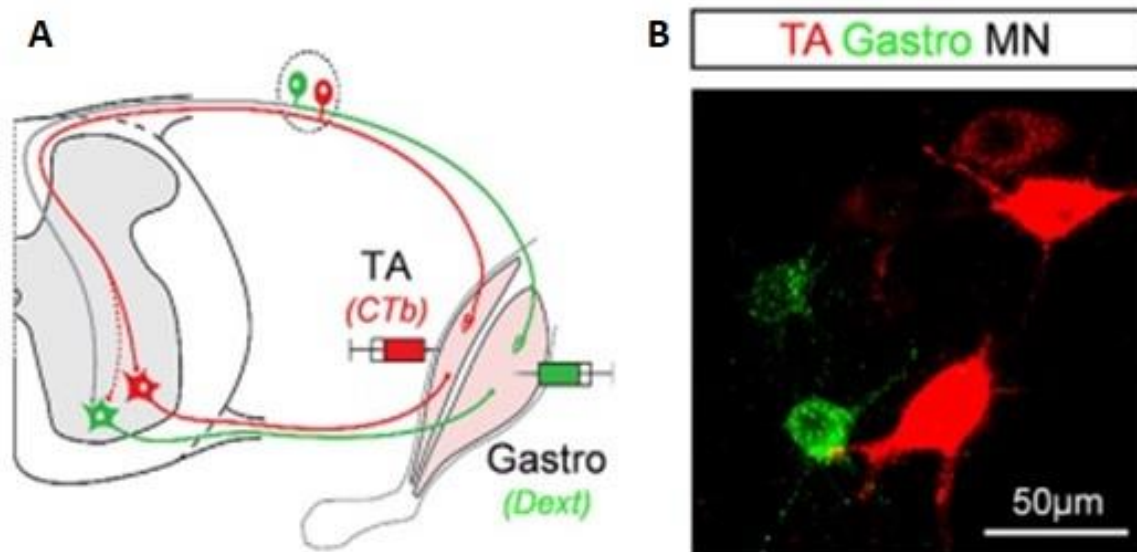 A
TA
(CTb)
Gastro
(Dext)
B
TA Gastro MN
50µm